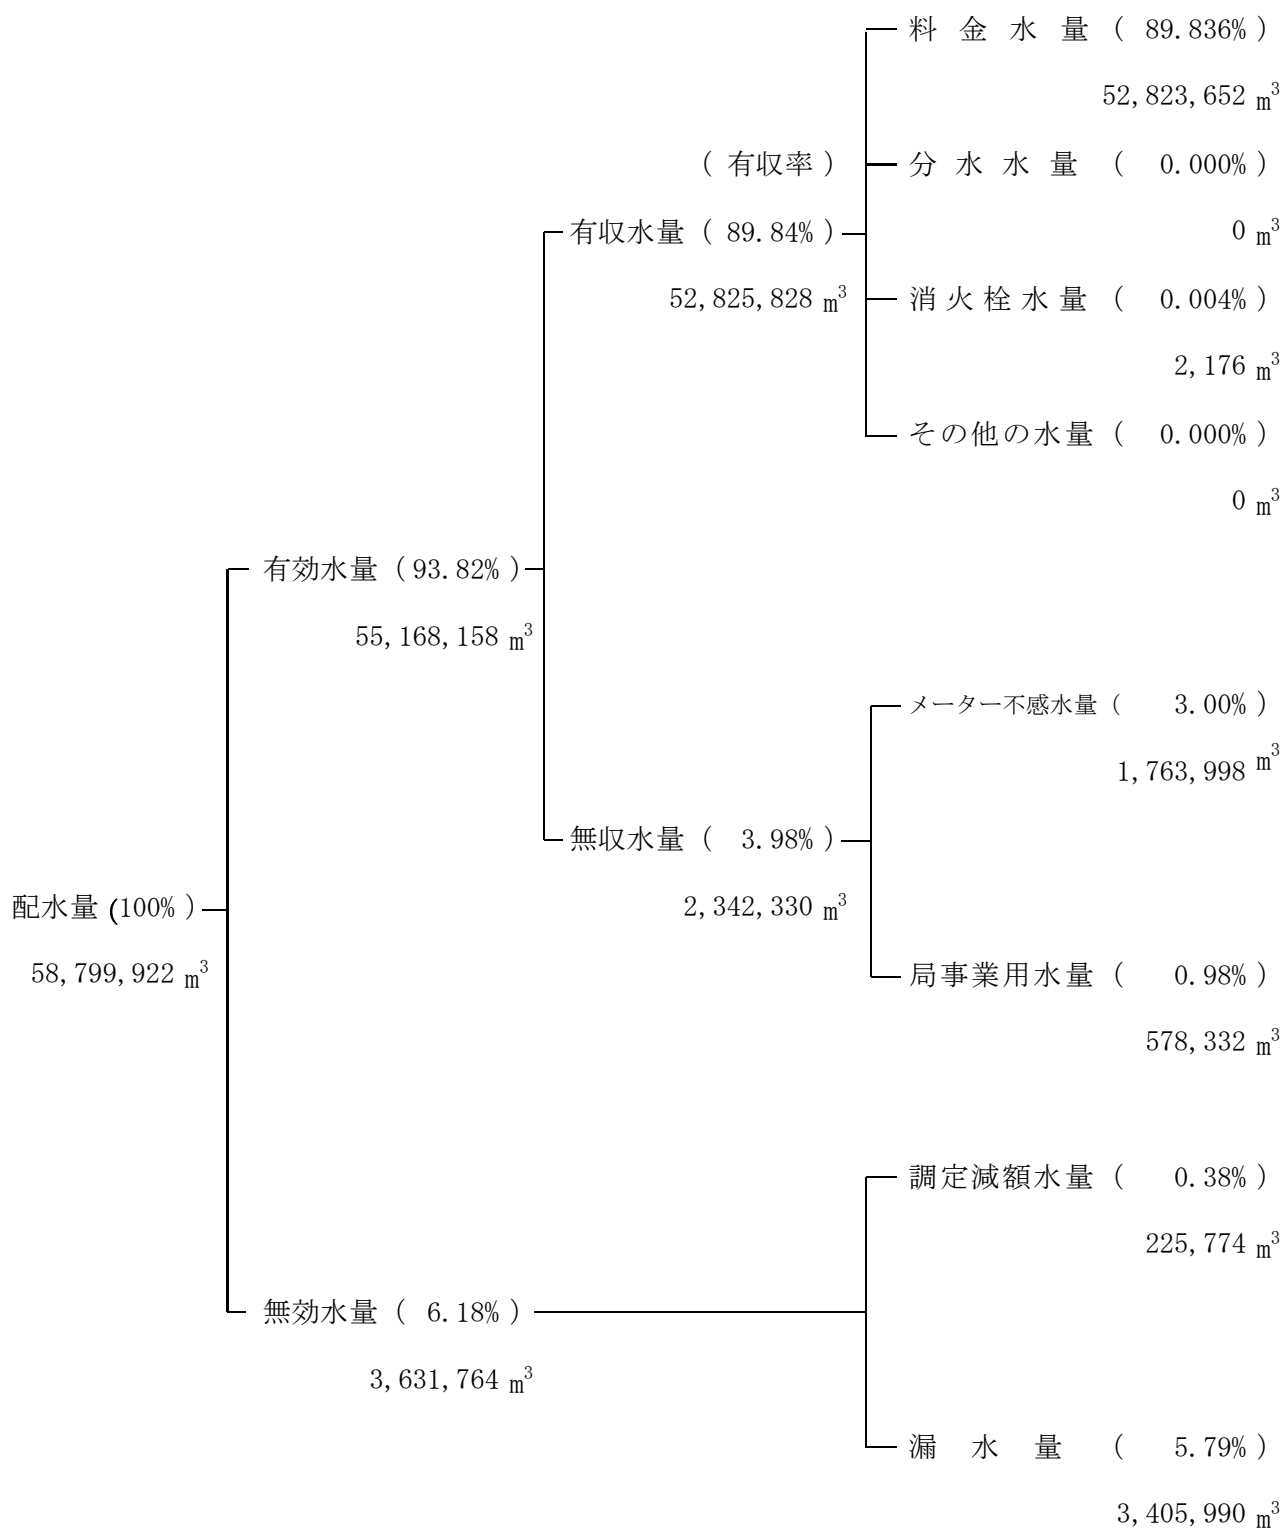 料金水量 ( 89.836% )
52,823,652 m³
( 有収率 )
分水水量 ( 0.000% )
有収水量 ( 89.84% )
0 m³
52,825,828 m³
消火栓水量 ( 0.004% )
2,176 m³
その他の水量 ( 0.000% )
0 m³
有効水量 ( 93.82% )
55,168,158 m³
メーター不感水量 ( 3.00% )
1,763,998 m³
無収水量 ( 3.98% )
2,342,330 m³
配水量 (100% )
58,799,922 m³
局事業用水量 ( 0.98% )
578,332 m³
調定減額水量 ( 0.38% )
225,774 m³
無効水量 ( 6.18% )
3,631,764 m³
漏水量 ( 5.79% )
3,405,990 m³